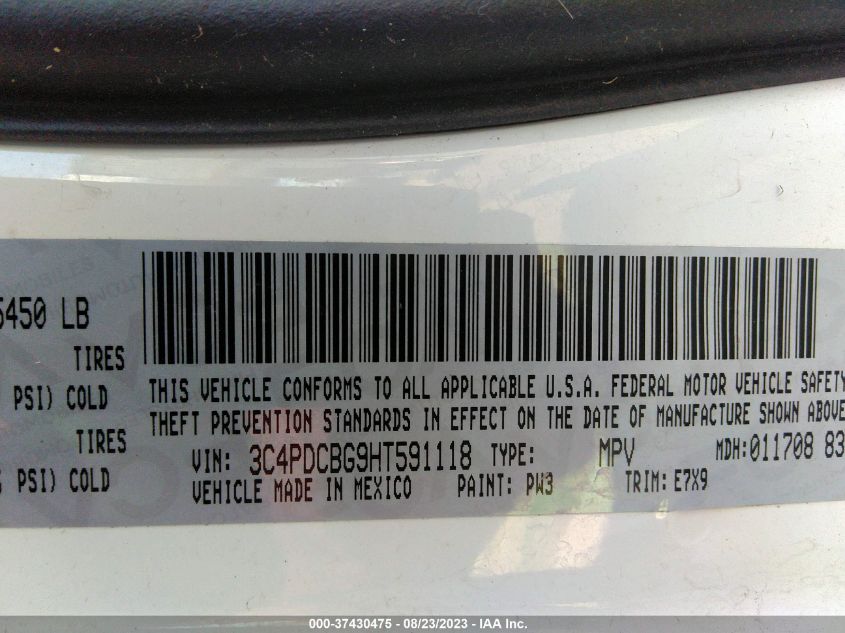 5450 LB
TIRES
PSI) COLD
TIRES
PSI) COLD
THIS VEHICLE CONFORMS TO ALL APPLICABLE U.S.A. FEDERAL MOTOR VEHICLE SAFETY
THEFT PREVENTION STANDARDS IN EFFECT ON THE DATE OF MANUFACTURE SHOWN ABOVE
VIN: 3C4PDCBG9HT591118 TYPE: MPV MDH:011708 83
VEHICLE MADE IN MEXICO PAINT: PW3 TRIM: E7X9
000-37430475 - 08/23/2023 - IAA Inc.